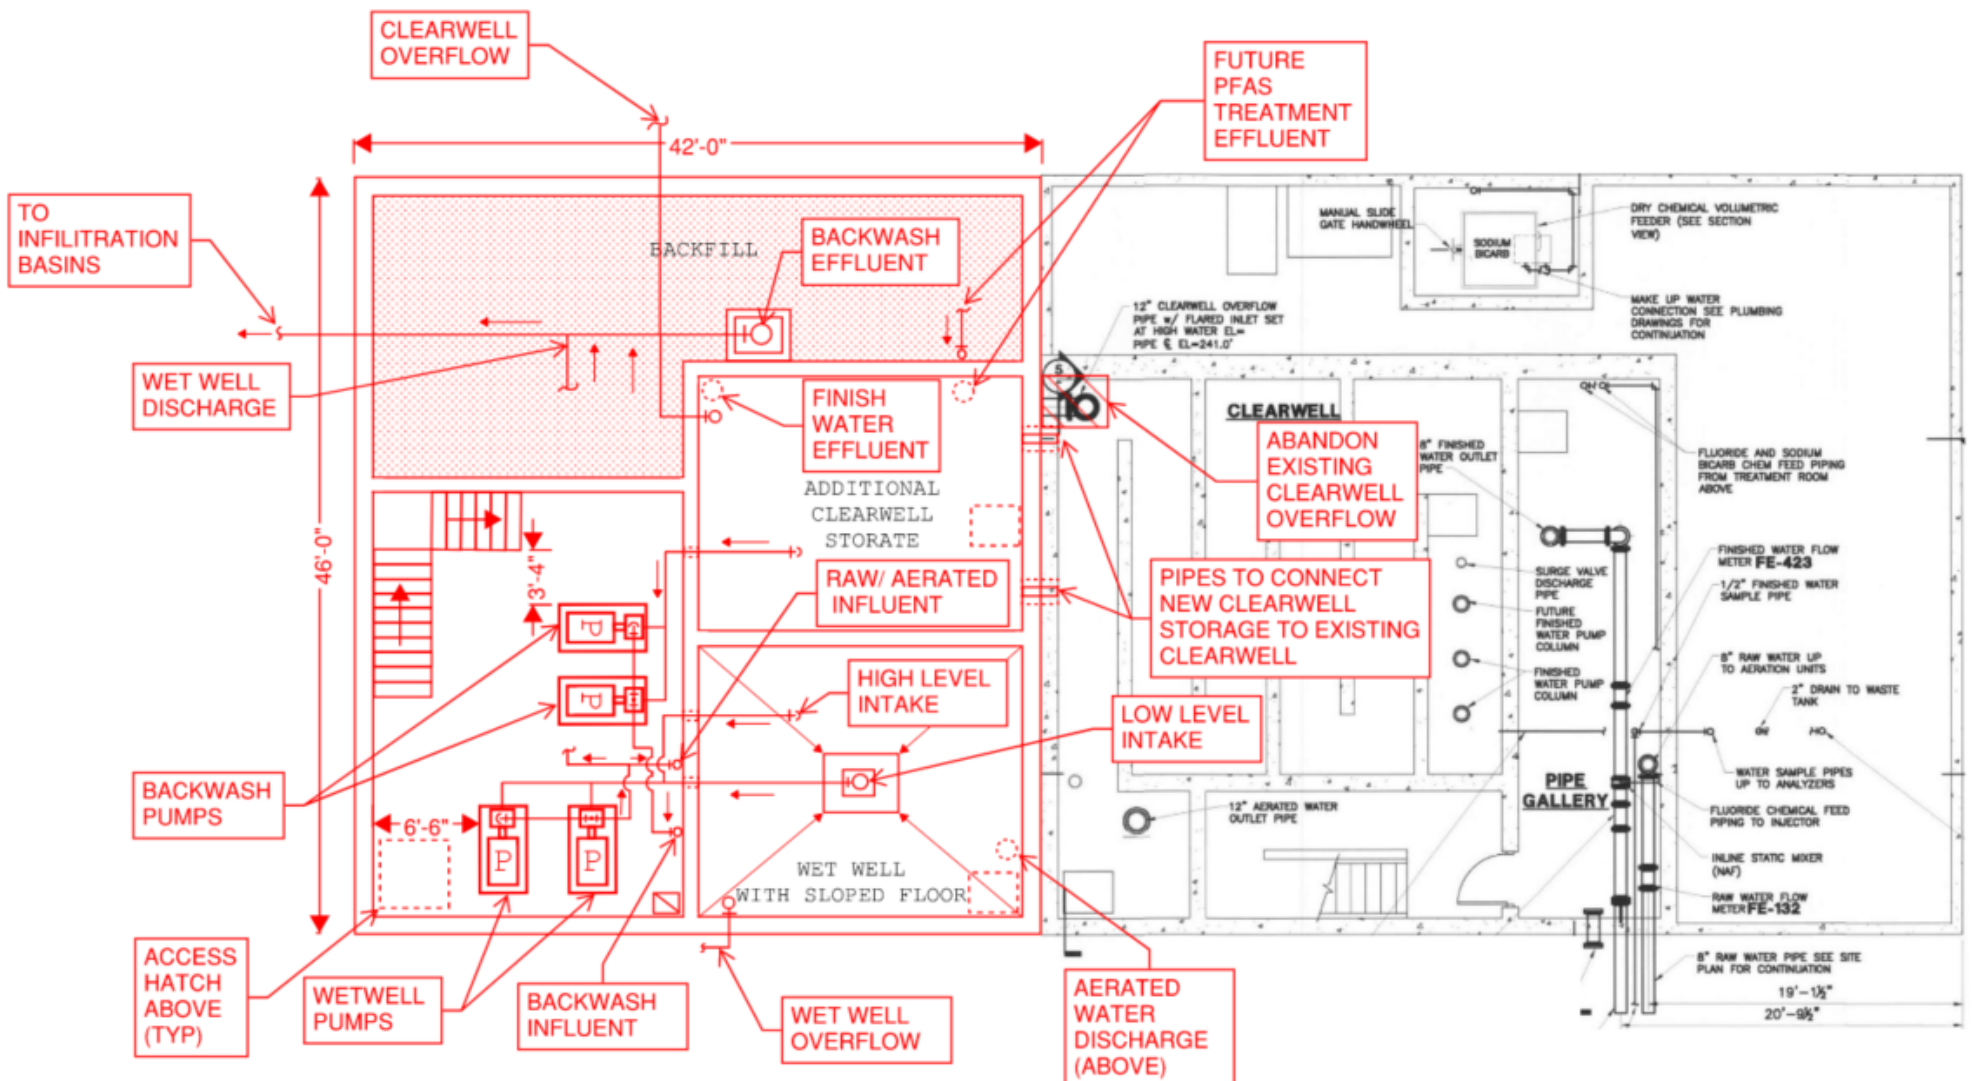 CLEARWELL
OVERFLOW
FUTURE
PFAS
TREATMENT
EFFLUENT
42'-0"
TO
INFILITRATION
BASINS
BACKFILL
BACKWASH
EFFLUENT
MANUAL SLIDE
GATE HANDWHEEL
SODIUM
BICARB
DRY CHEMICAL VOLUMETRIC
FEEDER (SEE SECTION
VIEW)
MAKE UP WATER
CONNECTION SEE PLUMBING
DRAWINGS FOR
CONTINUATION
12" CLEARWELL OVERFLOW
PIPE w/ FLARED INLET SET
AT HIGH WATER EL=
PIPE ℄ EL=241.0'
S
WET WELL
DISCHARGE
FINISH
WATER
EFFLUENT
CLEARWELL
ABANDON
EXISTING
CLEARWELL
OVERFLOW
8" FINISHED
WATER OUTLET
PIPE
FLUORIDE AND SODIUM
BICARB CHEM FEED PIPING
FROM TREATMENT ROOM
ABOVE
ADDITIONAL
CLEARWELL
STORATE
46'-0"
3'-4"
RAW/ AERATED
INFLUENT
PIPES TO CONNECT
NEW CLEARWELL
STORAGE TO EXISTING
CLEARWELL
SURGE VALVE
DISCHARGE
PIPE
FUTURE
FINISHED
WATER PUMP
COLUMN
FINISHED
WATER PUMP
COLUMN
FINISHED WATER FLOW
METER FE-423
1/2" FINISHED WATER
SAMPLE PIPE
8" RAW WATER UP
TO AERATION UNITS
2" DRAIN TO WASTE
TANK
P
P
HIGH LEVEL
INTAKE
LOW LEVEL
INTAKE
BACKWASH
PUMPS
6'-6"
P
P
WET WELL
WITH SLOPED FLOOR
12" AERATED WATER
OUTLET PIPE
PIPE
GALLERY
WATER SAMPLE PIPES
UP TO ANALYZERS
FLUORIDE CHEMICAL FEED
PIPING TO INJECTOR
INLINE STATIC MIXER
(NAF)
RAW WATER FLOW
METER FE-132
8" RAW WATER PIPE SEE SITE
PLAN FOR CONTINUATION
19'-1½"
20'-9½"
ACCESS
HATCH
ABOVE
(TYP)
WETWELL
PUMPS
BACKWASH
INFLUENT
WET WELL
OVERFLOW
AERATED
WATER
DISCHARGE
(ABOVE)